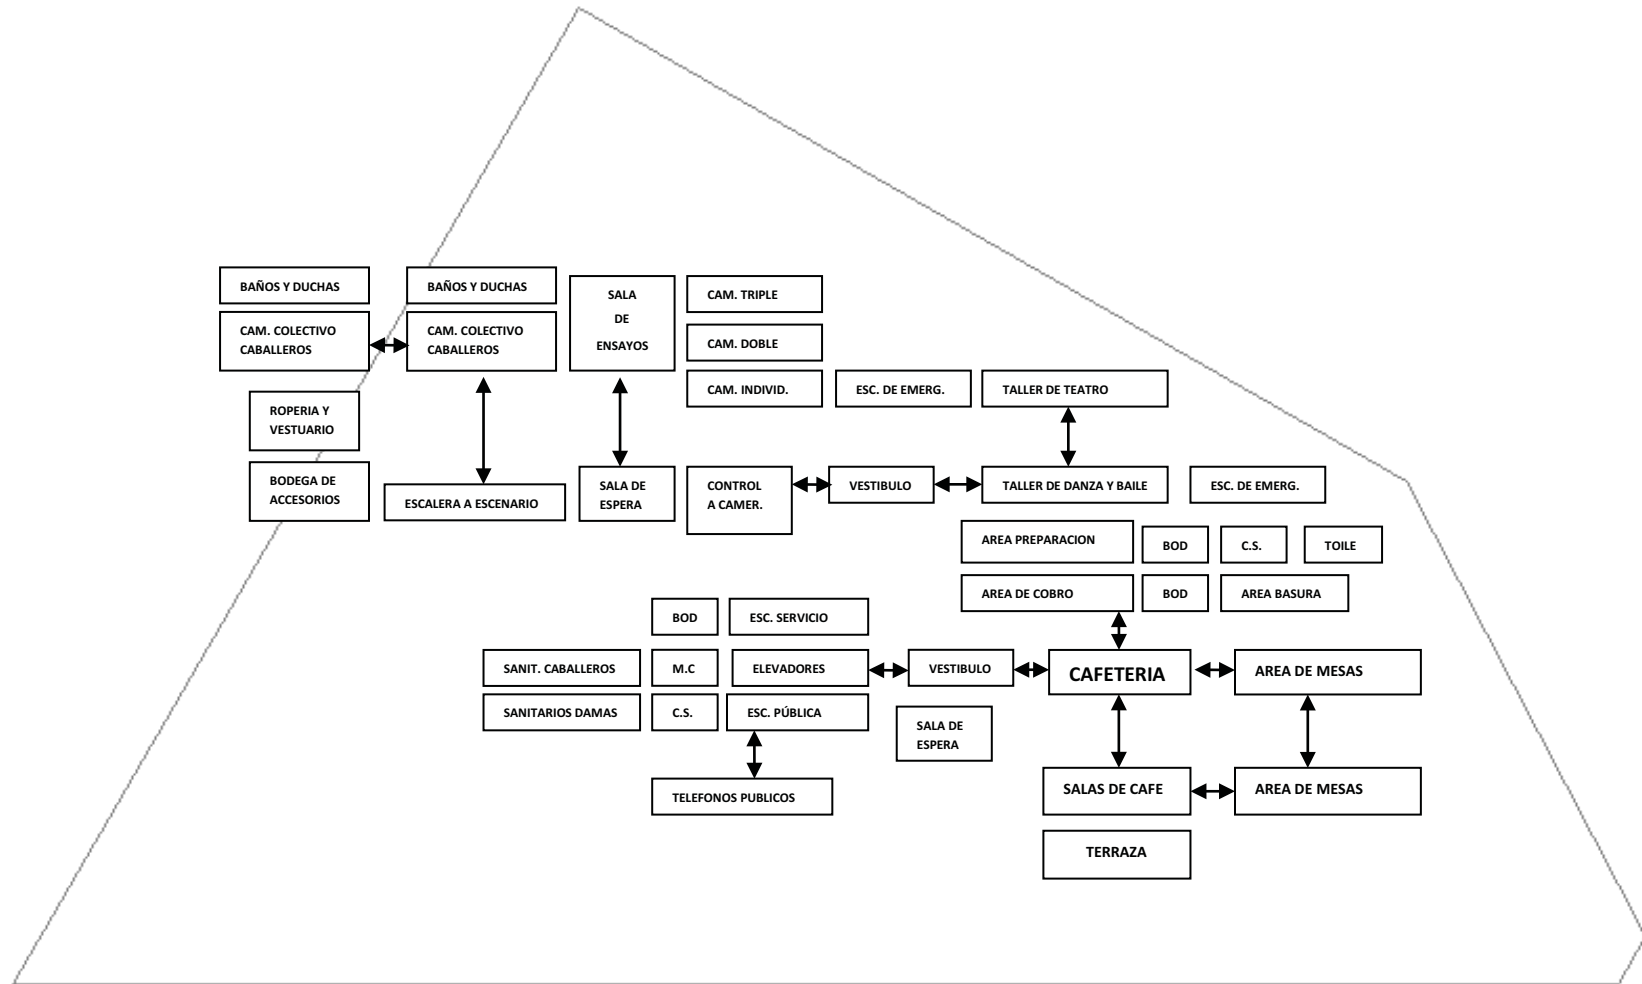 BAÑOS Y DUCHAS
BAÑOS Y DUCHAS
SALA
DE
ENSAYOS
CAM. TRIPLE
CAM. COLECTIVO
CABALLEROS
CAM. COLECTIVO
CABALLEROS
CAM. DOBLE
CAM. INDIVID.
ESC. DE EMERG.
TALLER DE TEATRO
ROPERIA Y
VESTUARIO
BODEGA DE
ACCESORIOS
ESCALERA A ESCENARIO
SALA DE
ESPERA
CONTROL
A CAMER.
VESTIBULO
TALLER DE DANZA Y BAILE
ESC. DE EMERG.
AREA PREPARACION
BOD
C.S.
TOILE
AREA DE COBRO
BOD
AREA BASURA
BOD
ESC. SERVICIO
SANIT. CABALLEROS
M.C
ELEVADORES
VESTIBULO
CAFETERIA
AREA DE MESAS
SANITARIOS DAMAS
C.S.
ESC. PÚBLICA
SALA DE
ESPERA
TELEFONOS PUBLICOS
SALAS DE CAFE
AREA DE MESAS
TERRAZA